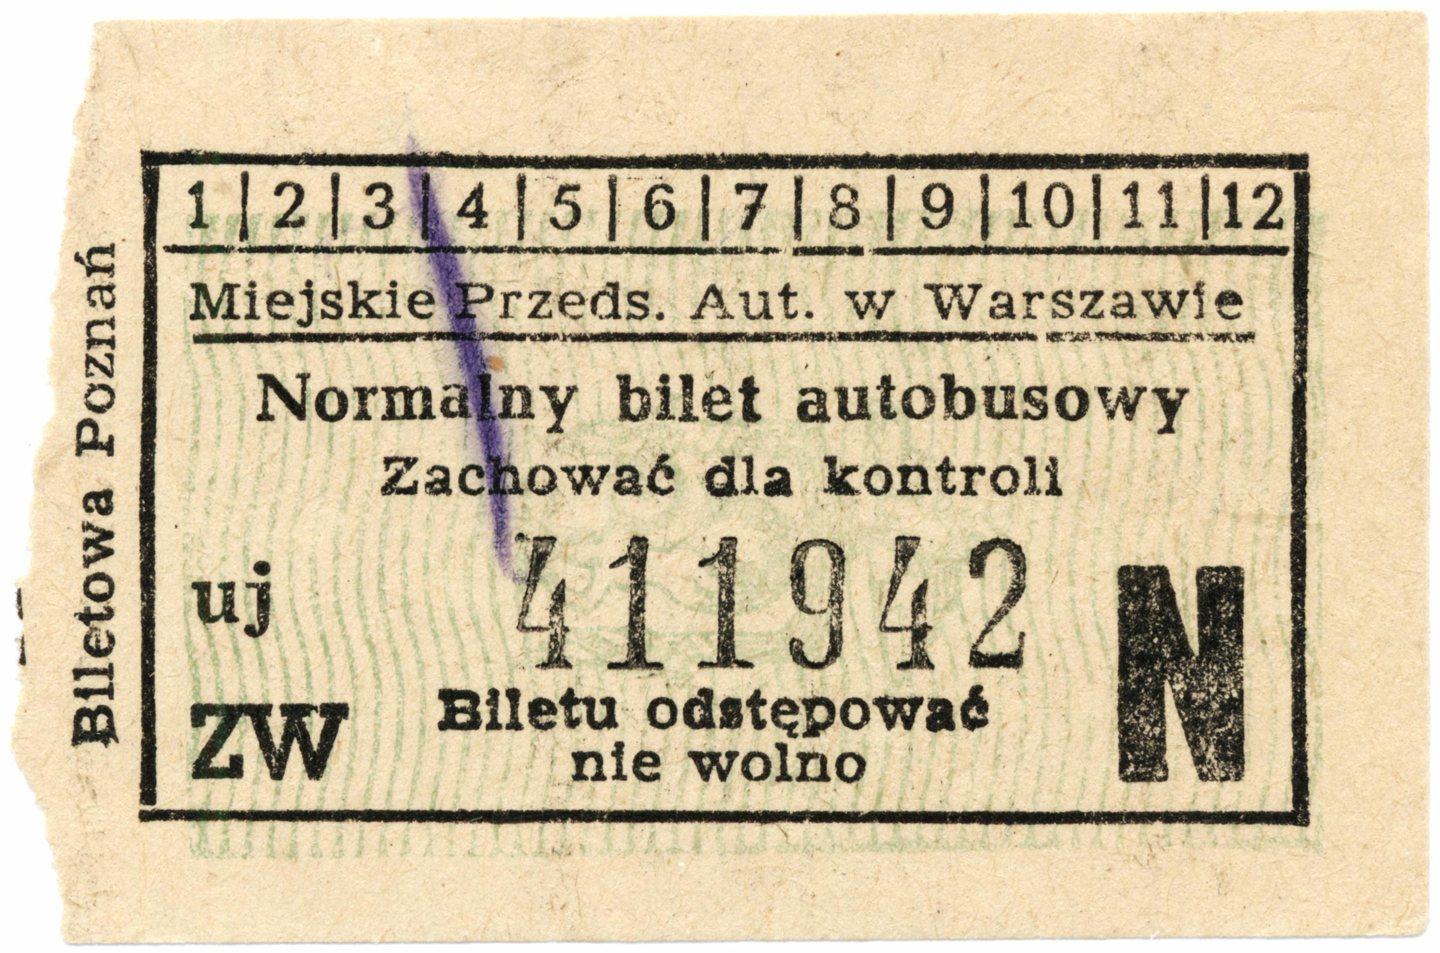 1 | 2 | 3 | 4 | 5 | 6 | 7 | 8 | 9 | 10 | 11 | 12
Miejskie Przeds. Aut. w Warszawie
Normalny bilet autobusowy
Zachować dla kontroli
uj 411942
N
ZW
Biletu odstępować
nie wolno
Biletowa Poznań